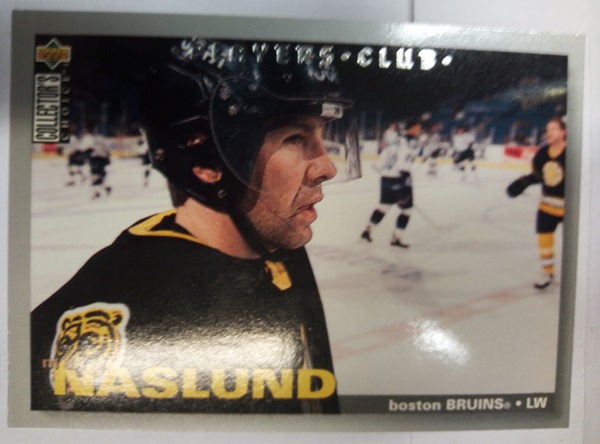 PLAYERS•CLUB•
COLLECTOR'S
CHOICE
NASLUND
boston BRUINS® • LW